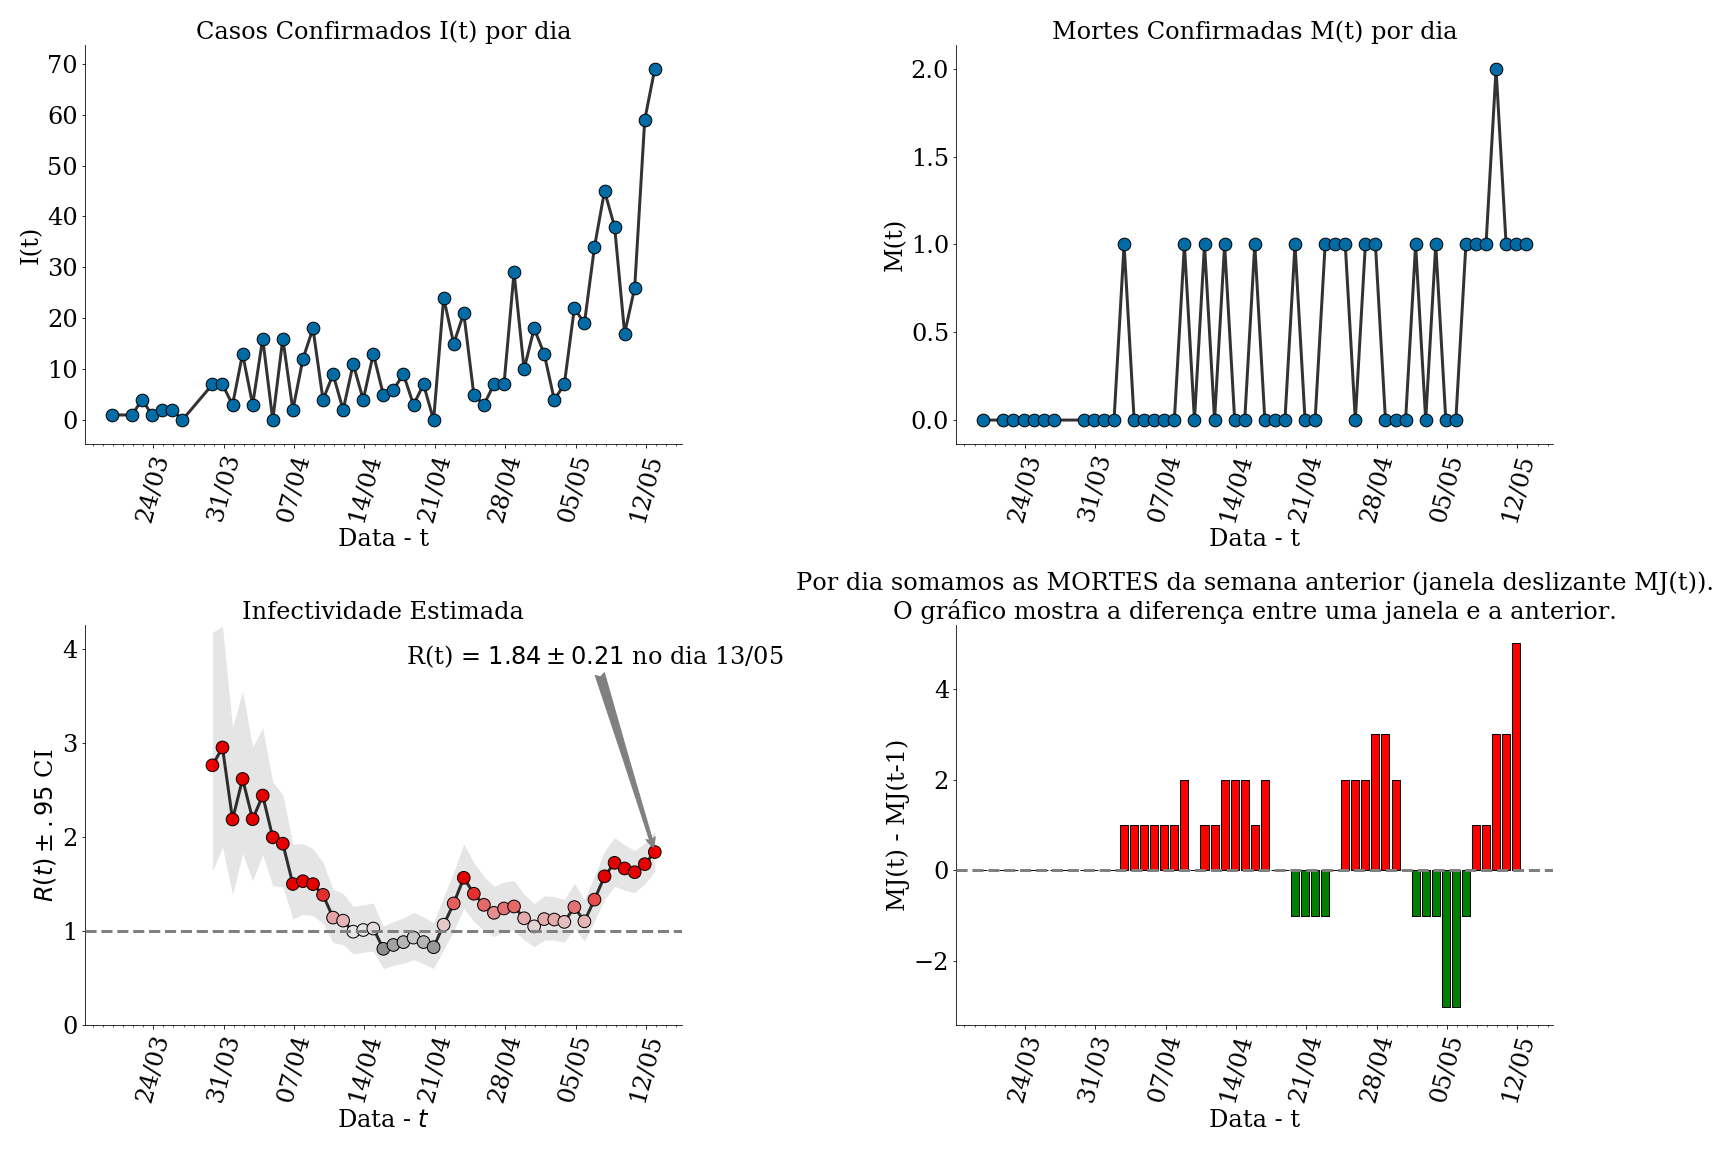 Casos Confirmados I(t) por dia
70
60
50
40
30
20
10
0
I(t)
24/03 31/03 07/04 14/04 21/04 28/04 05/05 12/05
Data - t
Mortes Confirmadas M(t) por dia
2.0
1.5
1.0
0.5
0.0
M(t)
24/03 31/03 07/04 14/04 21/04 28/04 05/05 12/05
Data - t
Infectividade Estimada
R(t) = 1.84 ± 0.21 no dia 13/05
4
3
2
1
0
R(t) ± .95 CI
24/03 31/03 07/04 14/04 21/04 28/04 05/05 12/05
Data - t
Por dia somamos as MORTES da semana anterior (janela deslizante MJ(t)).
O gráfico mostra a diferença entre uma janela e a anterior.
4
2
0
−2
MJ(t) - MJ(t-1)
24/03 31/03 07/04 14/04 21/04 28/04 05/05 12/05
Data - t